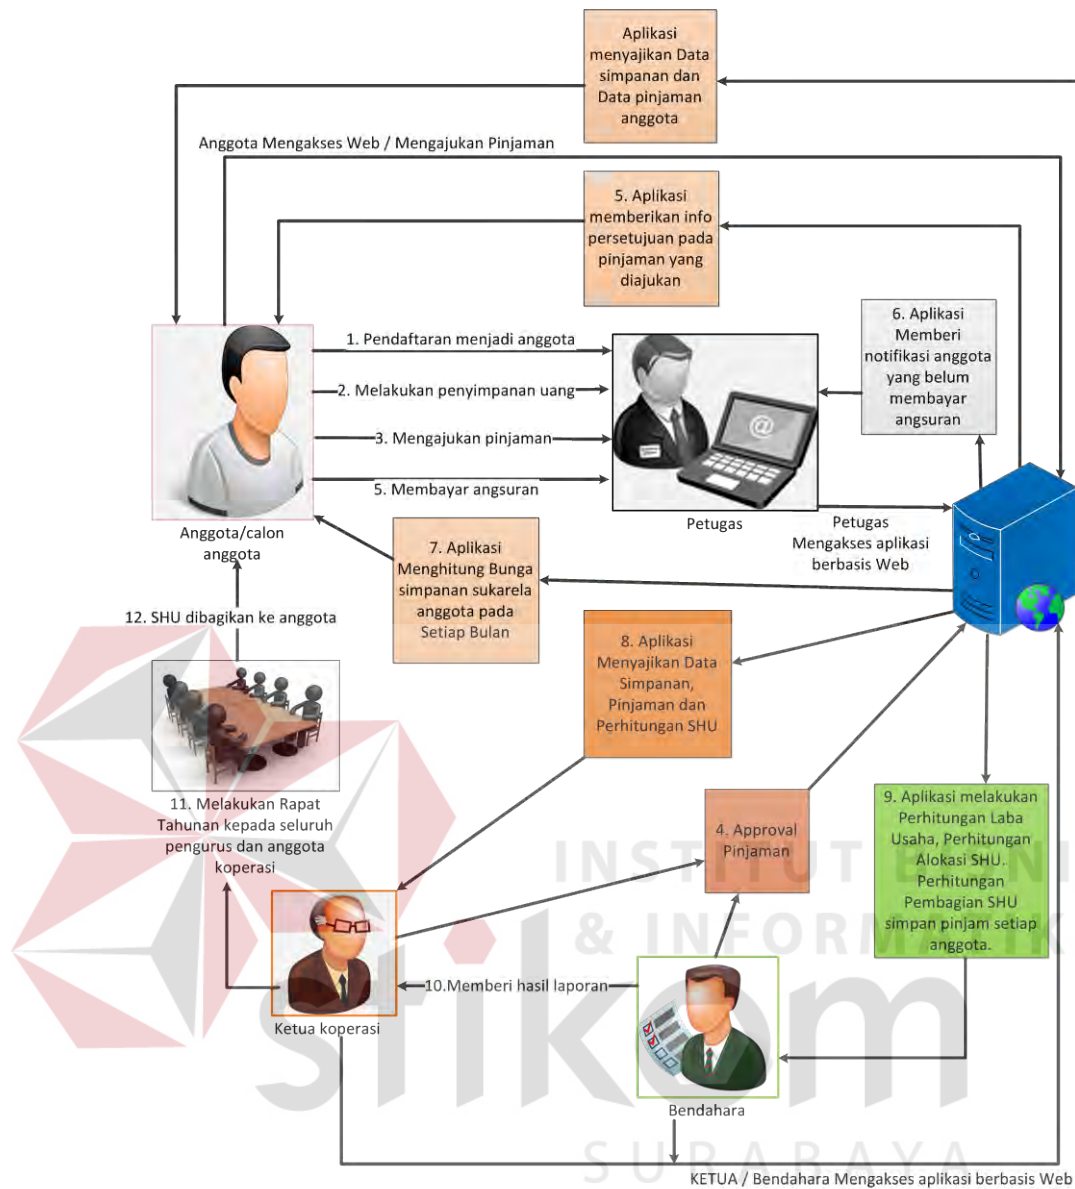 Aplikasi
menyajikan Data
simpanan dan
Data pinjaman
anggota
Anggota Mengakses Web / Mengajukan Pinjaman
5. Aplikasi
memberikan info
persetujuan pada
pinjaman yang
diajukan
6. Aplikasi
Memberi
notifikasi anggota
yang belum
membayar
angsuran
1. Pendaftaran menjadi anggota
2. Melakukan penyimpanan uang
3. Mengajukan pinjaman
5. Membayar angsuran
@
Anggota/calon
anggota
Petugas
Petugas
Mengakses aplikasi
berbasis Web
7. Aplikasi
Menghitung Bunga
simpanan sukarela
anggota pada
Setiap Bulan
12. SHU dibagikan ke anggota
8. Aplikasi
Menyajikan Data
Simpanan,
Pinjaman dan
Perhitungan SHU
11. Melakukan Rapat
Tahunan kepada seluruh
pengurus dan anggota
koperasi
4. Approval
Pinjaman
9. Aplikasi melakukan
Perhitungan Laba
Usaha, Perhitungan
Alokasi SHU.
Perhitungan
Pembagian SHU
simpan pinjam setiap
anggota.
INSTITUT BISNI
& INFORMATIK
stikom
SURABAYA
10.Memberi hasil laporan
Ketua koperasi
Bendahara
KETUA / Bendahara Mengakses aplikasi berbasis Web